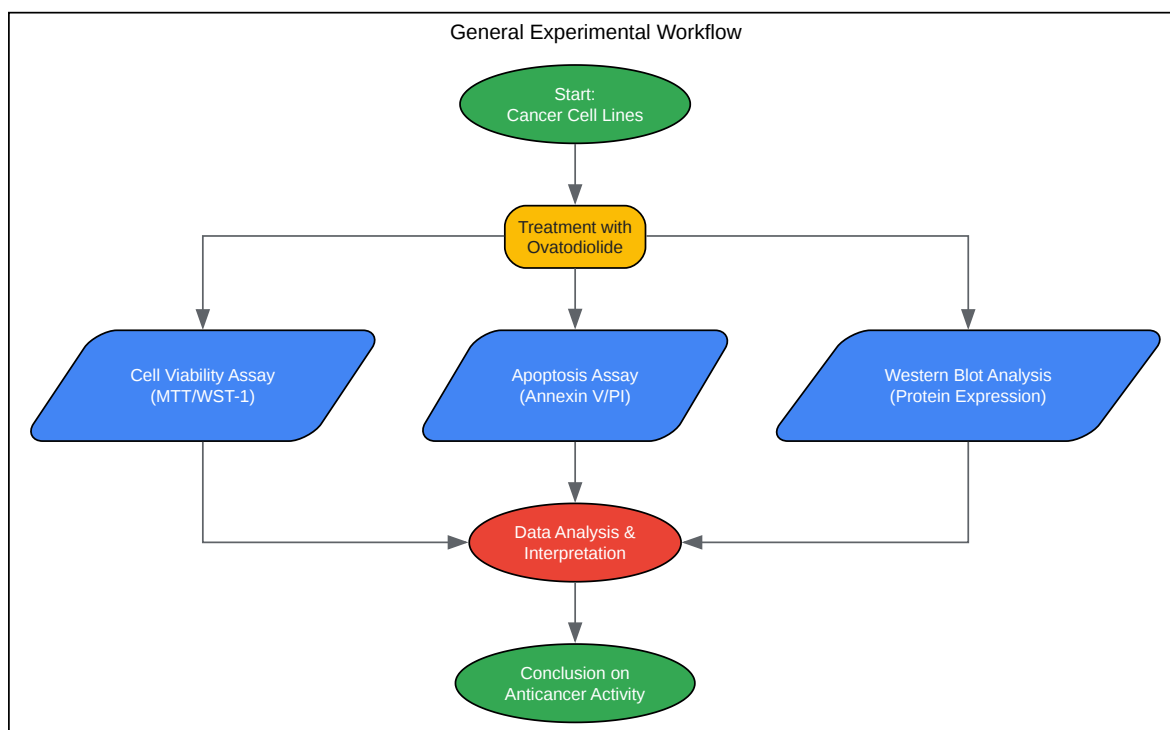 General Experimental Workflow
Start:
Cancer Cell Lines
Treatment with
Ovatodiolide
Cell Viability Assay
(MTT/WST-1)
Apoptosis Assay
(Annexin V/PI)
Western Blot Analysis
(Protein Expression)
Data Analysis &
Interpretation
Conclusion on
Anticancer Activity